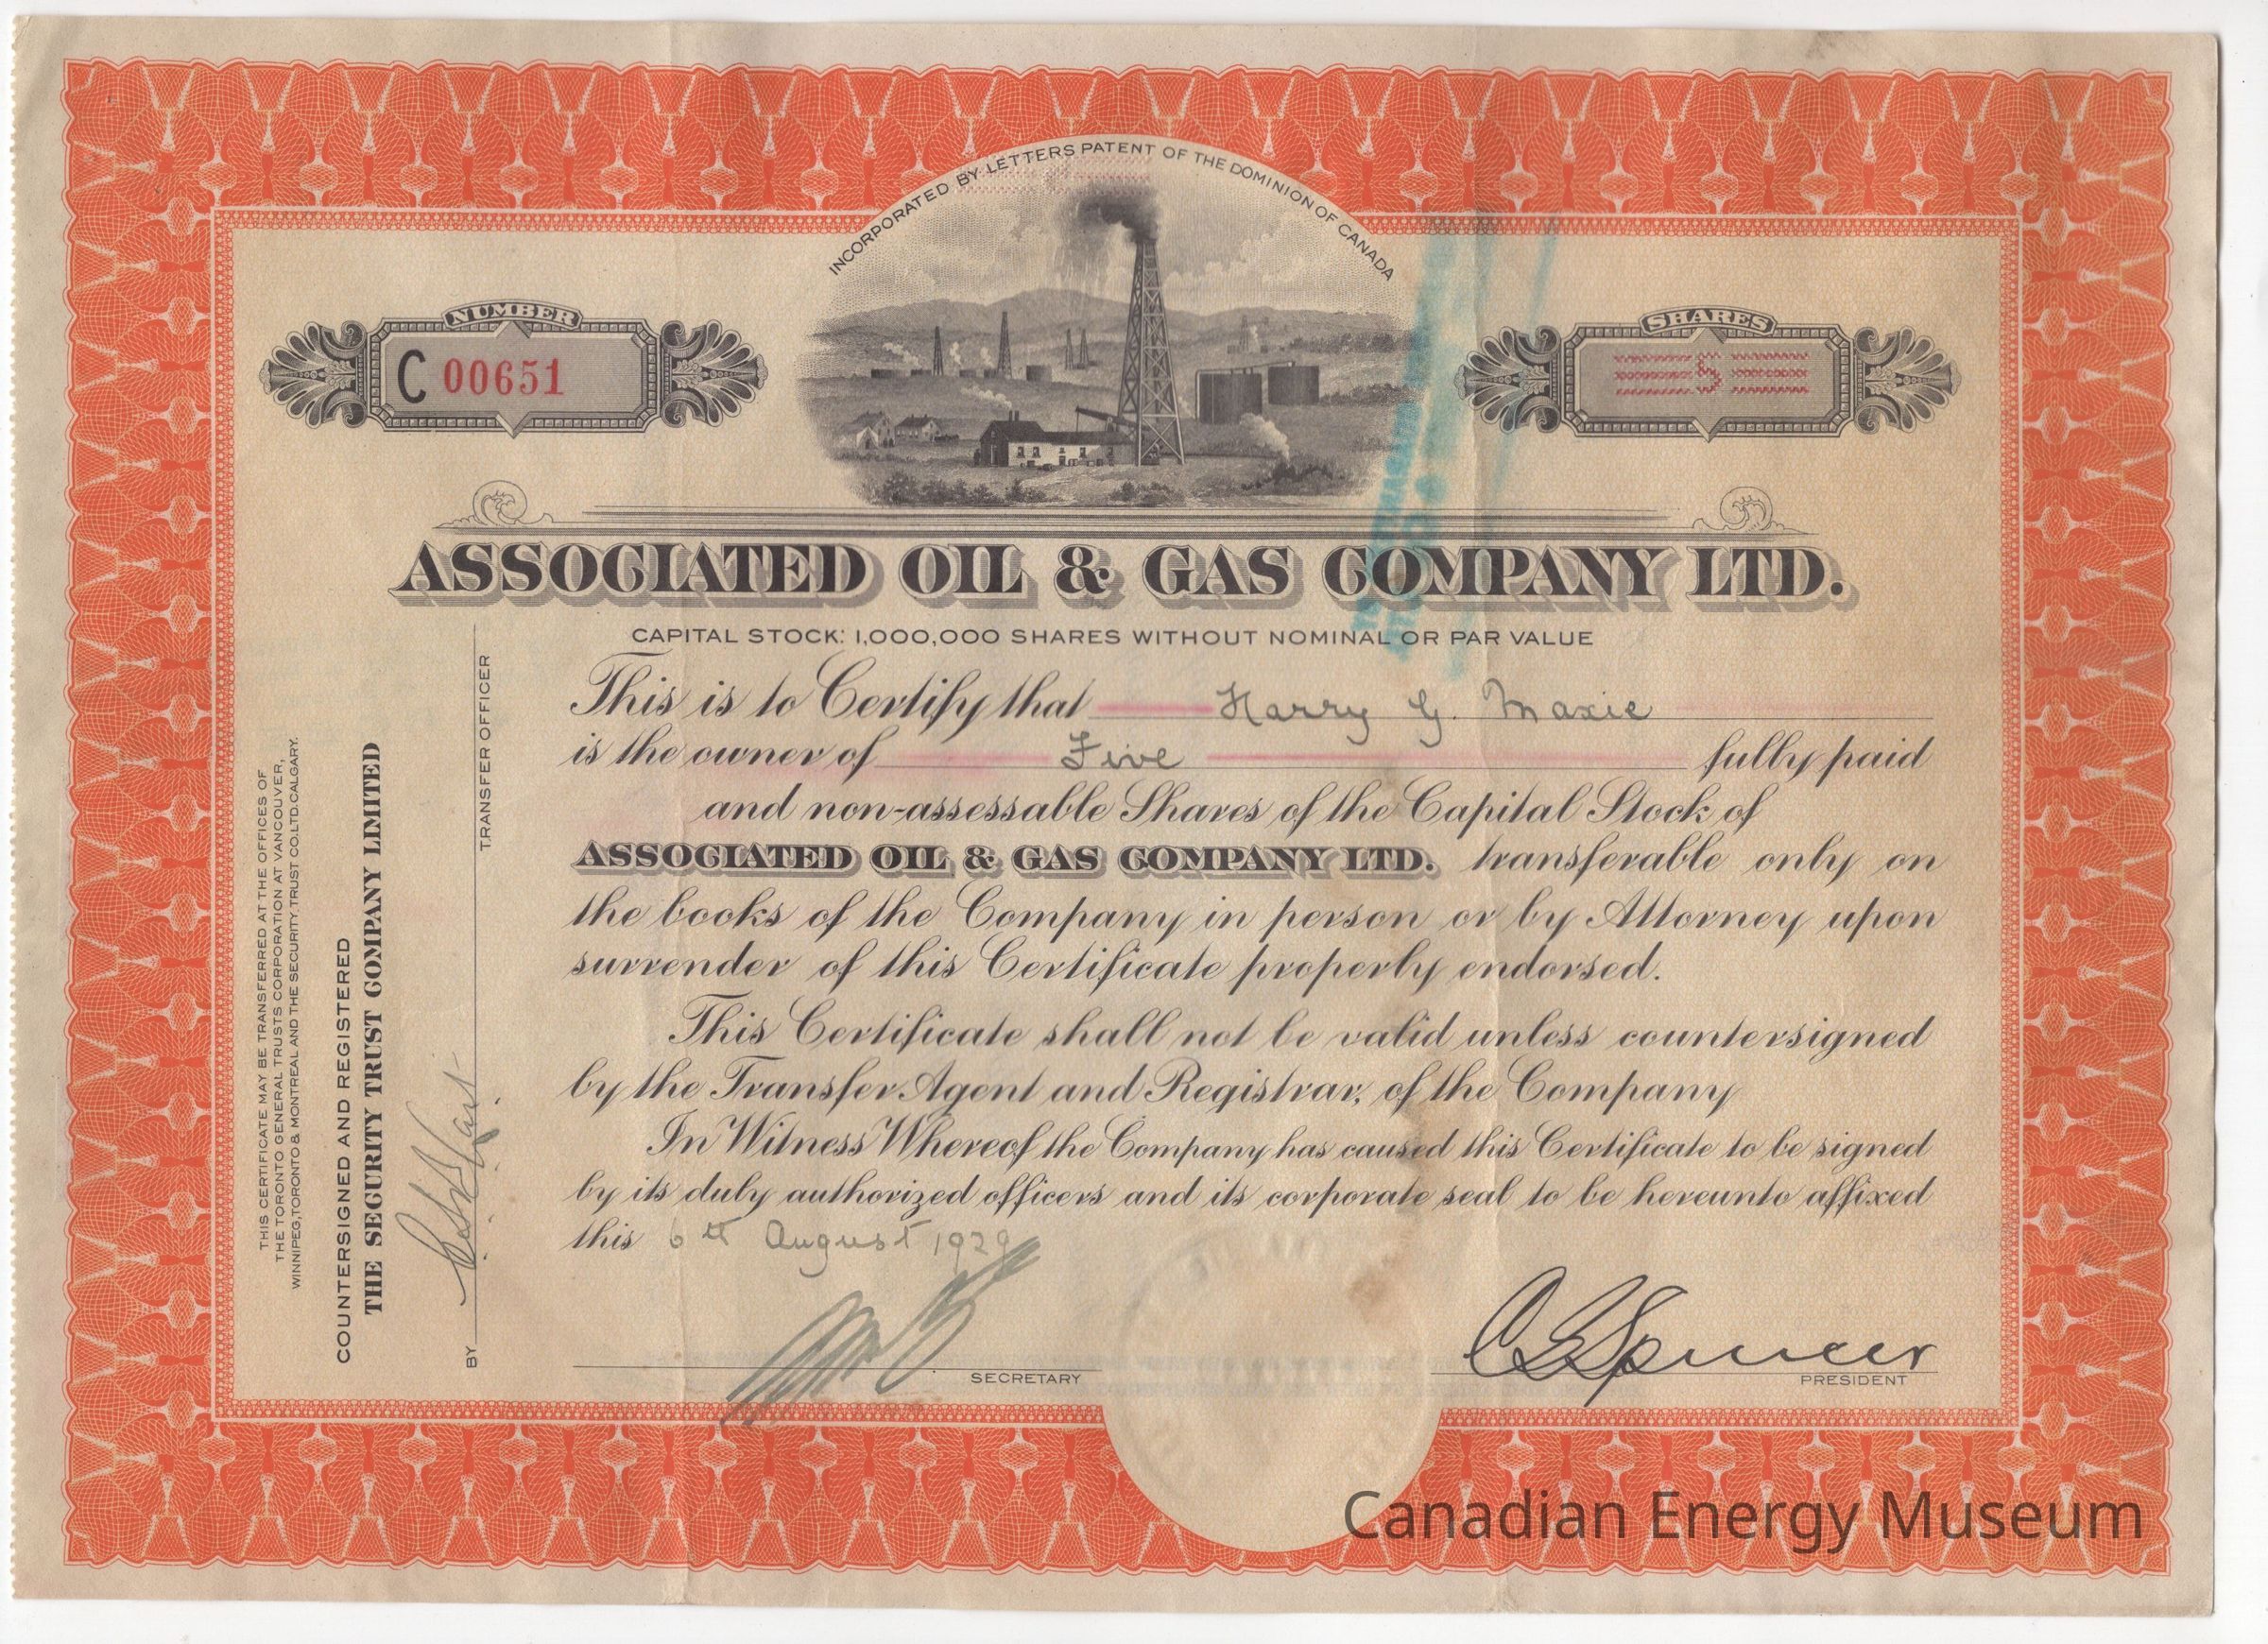 INCORPORATED BY LETTERS PATENT OF THE DOMINION OF CANADA
NUMBER
C 00651
SHARES
5
ASSOCIATED OIL & GAS COMPANY LTD.
CAPITAL STOCK: 1,000,000 SHARES WITHOUT NOMINAL OR PAR VALUE
This is to Certify that Harry G. Maxie
is the owner of Five fully paid
and non-assessable Shares of the Capital Stock of
ASSOCIATED OIL & GAS COMPANY LTD. transferable only on
the books of the Company in person or by Attorney upon
surrender of this Certificate properly endorsed.
This Certificate shall not be valid unless countersigned
by the Transfer Agent and Registrar, of the Company
In Witness Whereof the Company has caused this Certificate to be signed
by its duly authorized officers and its corporate seal to be hereunto affixed
this 6th August 1929
SECRETARY
C Spencer
PRESIDENT
THIS CERTIFICATE MAY BE TRANSFERRED AT THE OFFICES OF
THE TORONTO GENERAL TRUSTS CORPORATION AT VANCOUVER,
WINNIPEG, TORONTO & MONTREAL AND THE SECURITY TRUST CO. LTD. CALGARY.
COUNTERSIGNED AND REGISTERED
THE SECURITY TRUST COMPANY LIMITED
BY
TRANSFER OFFICER
Canadian Energy Museum